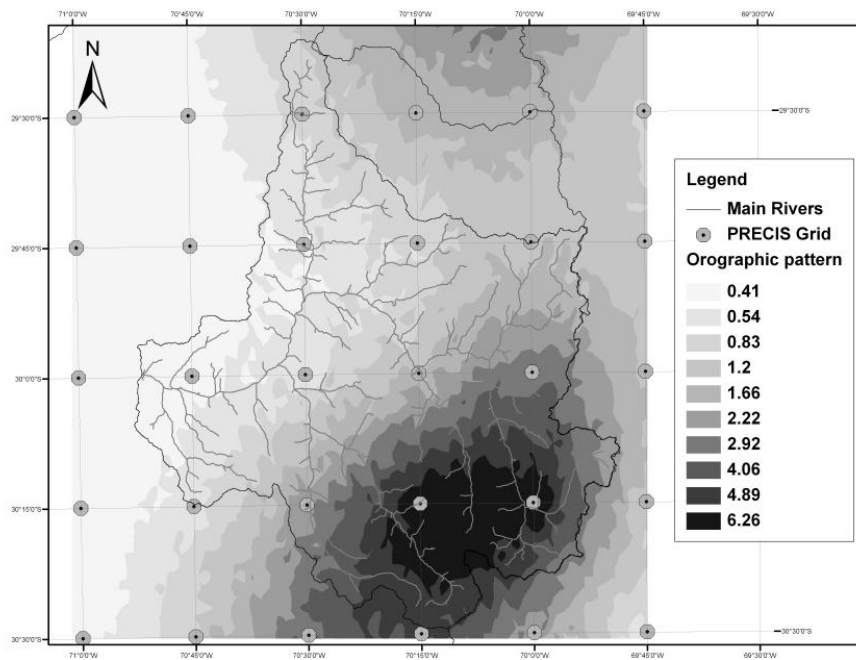 71°0'0"W 70°45'0"W 70°30'0"W 70°15'0"W 70°0'0"W 69°45'0"W 69°30'0"W
N
29°30'0"S
29°30'0"S
29°45'0"S
30°0'0"S
30°15'0"S
30°30'0"S
30°30'0"S
Legend
Main Rivers
PRECIS Grid
Orographic pattern
0.41
0.54
0.83
1.2
1.66
2.22
2.92
4.06
4.89
6.26
71°0'0"W 70°45'0"W 70°30'0"W 70°15'0"W 70°0'0"W 69°45'0"W 69°30'0"W